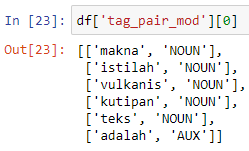 In [23]: df['tag_pair_mod'][0]
Out[23]: [['makna', 'NOUN'],
['istilah', 'NOUN'],
['vulkanis', 'NOUN'],
['kutipan', 'NOUN'],
['teks', 'NOUN'],
['adalah', 'AUX']]